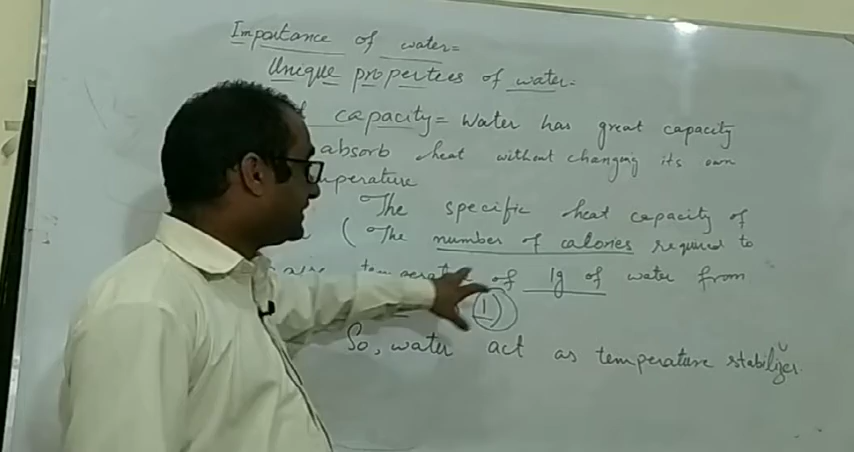 Importance of water=
Unique properties of water=
capacity= Water has great capacity
absorb heat without changing its own
The specific heat capacity of
(The number of calories required to
of 1g of water from
1)
So, water act as temperature stabilizer.